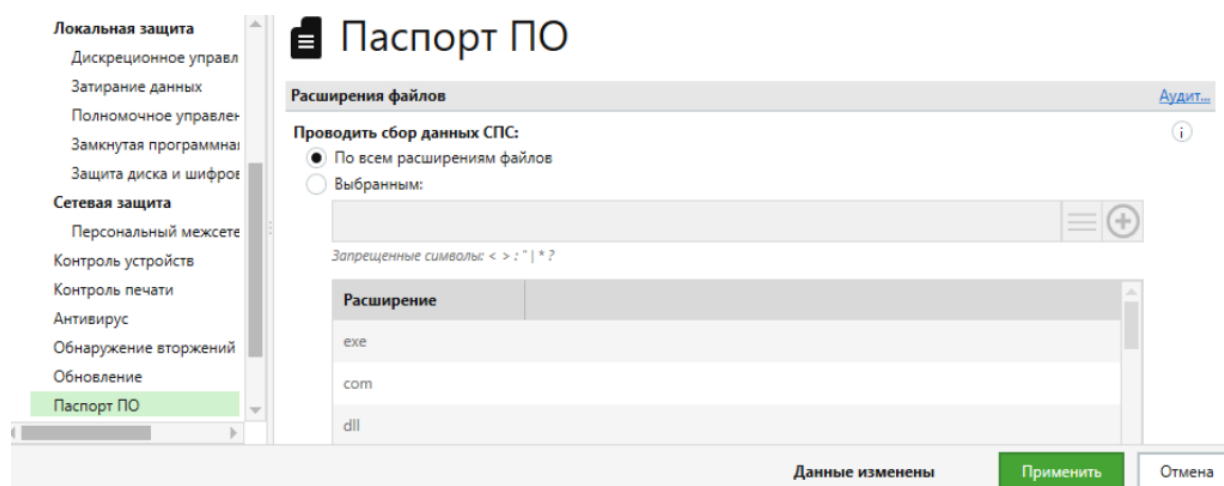 Локальная защита
Дискреционное управл
Затирание данных
Полномочное управлен
Замкнутая программна
Защита диска и шифров
Сетевая защита
Персональный межсете
Контроль устройств
Контроль печати
Антивирус
Обнаружение вторжений
Обновление
Паспорт ПО
Паспорт ПО
Расширения файлов
Аудит...
Проводить сбор данных СПС:
По всем расширениям файлов
Выбранным:
Запрещенные символы: < > : " | * ?
Расширение
exe
com
dll
Данные изменены
Применить
Отмена